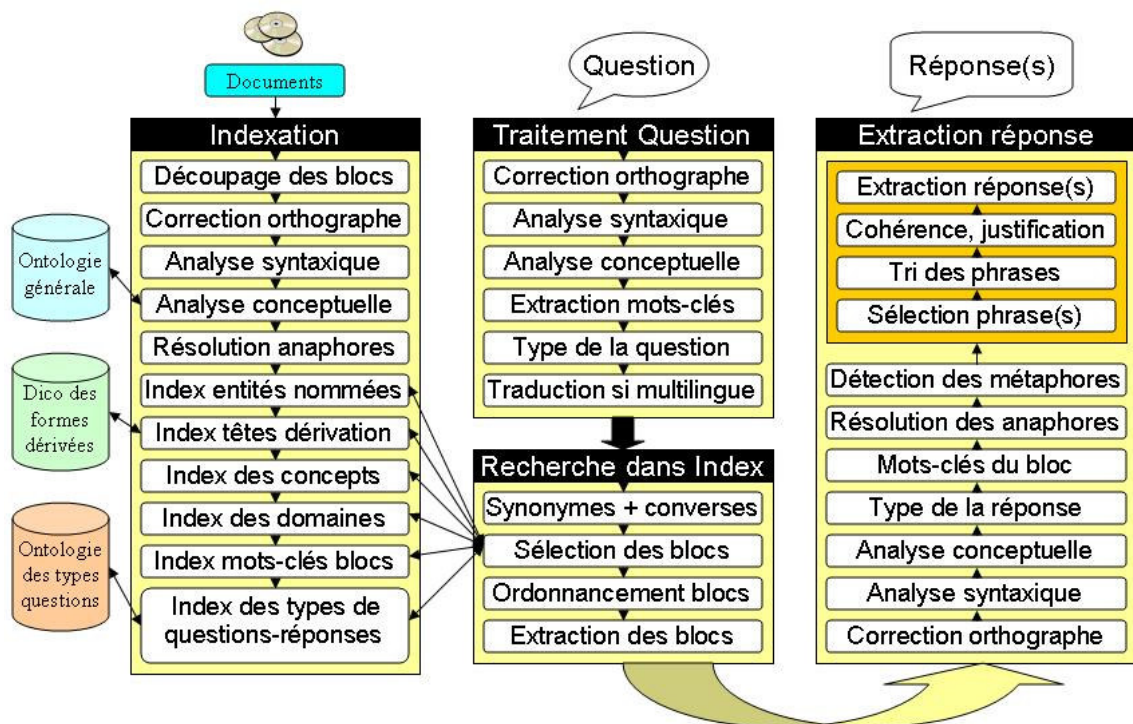 Documents
Question
Réponse(s)
Indexation
Découpage des blocs
Correction orthographe
Analyse syntaxique
Analyse conceptuelle
Résolution anaphores
Index entités nommées
Index têtes dérivation
Index des concepts
Index des domaines
Index mots-clés blocs
Index des types de
questions-réponses
Ontologie
générale
Dico des
formes
dérivées
Ontologie
des types
questions
Traitement Question
Correction orthographe
Analyse syntaxique
Analyse conceptuelle
Extraction mots-clés
Type de la question
Traduction si multilingue
Recherche dans Index
Synonymes + converses
Sélection des blocs
Ordonnancement blocs
Extraction des blocs
Extraction réponse
Extraction réponse(s)
Cohérence, justification
Tri des phrases
Sélection phrase(s)
Détection des métaphores
Résolution des anaphores
Mots-clés du bloc
Type de la réponse
Analyse conceptuelle
Analyse syntaxique
Correction orthographe